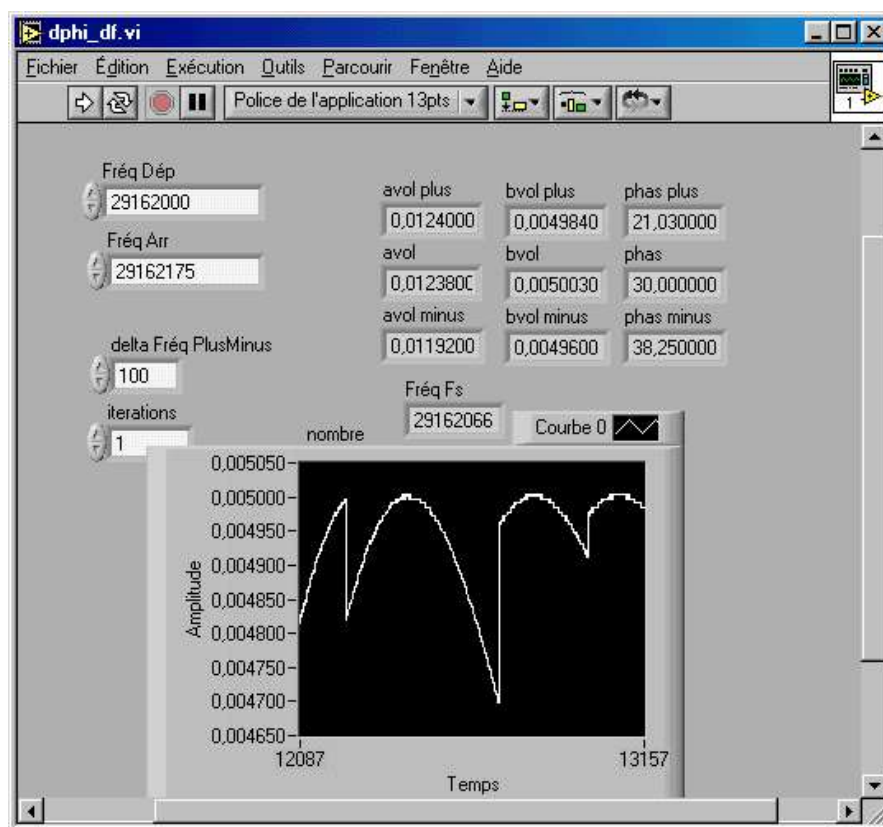 dphi_df.vi
Fichier Édition Exécution Outils Parcourir Fenêtre Aide
Police de l'application 13pts
1
Fréq Dép
29162000
Fréq Arr
29162175
delta Fréq PlusMinus
100
iterations
1
avol plus bvol plus phas plus
0,0124000 0,0049840 21,030000
avol bvol phas
0,012380 0,0050030 30,000000
avol minus bvol minus phas minus
0,0119200 0,0049600 38,250000
Fréq Fs
29162066
nombre
Courbe 0
0,005050
0,005000
0,004950
0,004900
0,004850
0,004800
0,004750
0,004700
0,004650
Amplitude
12087 13157
Temps